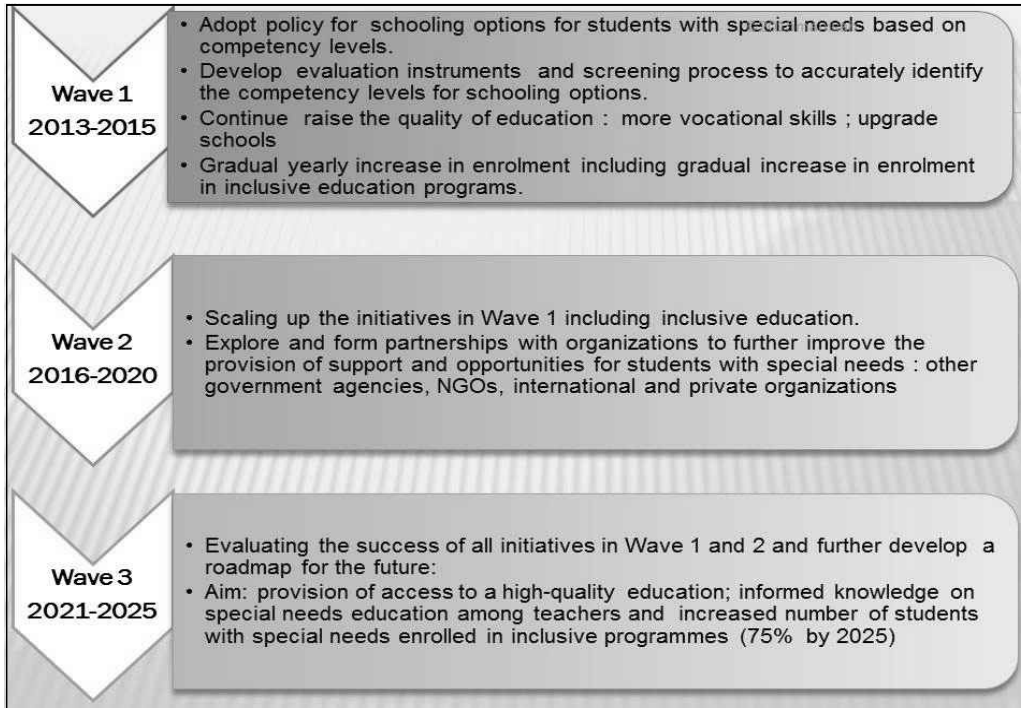 Wave 1
2013-2015
• Adopt policy for schooling options for students with special needs based on
competency levels.
• Develop evaluation instruments and screening process to accurately identify
the competency levels for schooling options.
• Continue raise the quality of education : more vocational skills ; upgrade
schools
• Gradual yearly increase in enrolment including gradual increase in enrolment
in inclusive education programs.
Wave 2
2016-2020
• Scaling up the initiatives in Wave 1 including inclusive education.
• Explore and form partnerships with organizations to further improve the
provision of support and opportunities for students with special needs : other
government agencies, NGOs, international and private organizations
Wave 3
2021-2025
• Evaluating the success of all initiatives in Wave 1 and 2 and further develop a
roadmap for the future:
• Aim: provision of access to a high-quality education; informed knowledge on
special needs education among teachers and increased number of students
with special needs enrolled in inclusive programmes (75% by 2025)